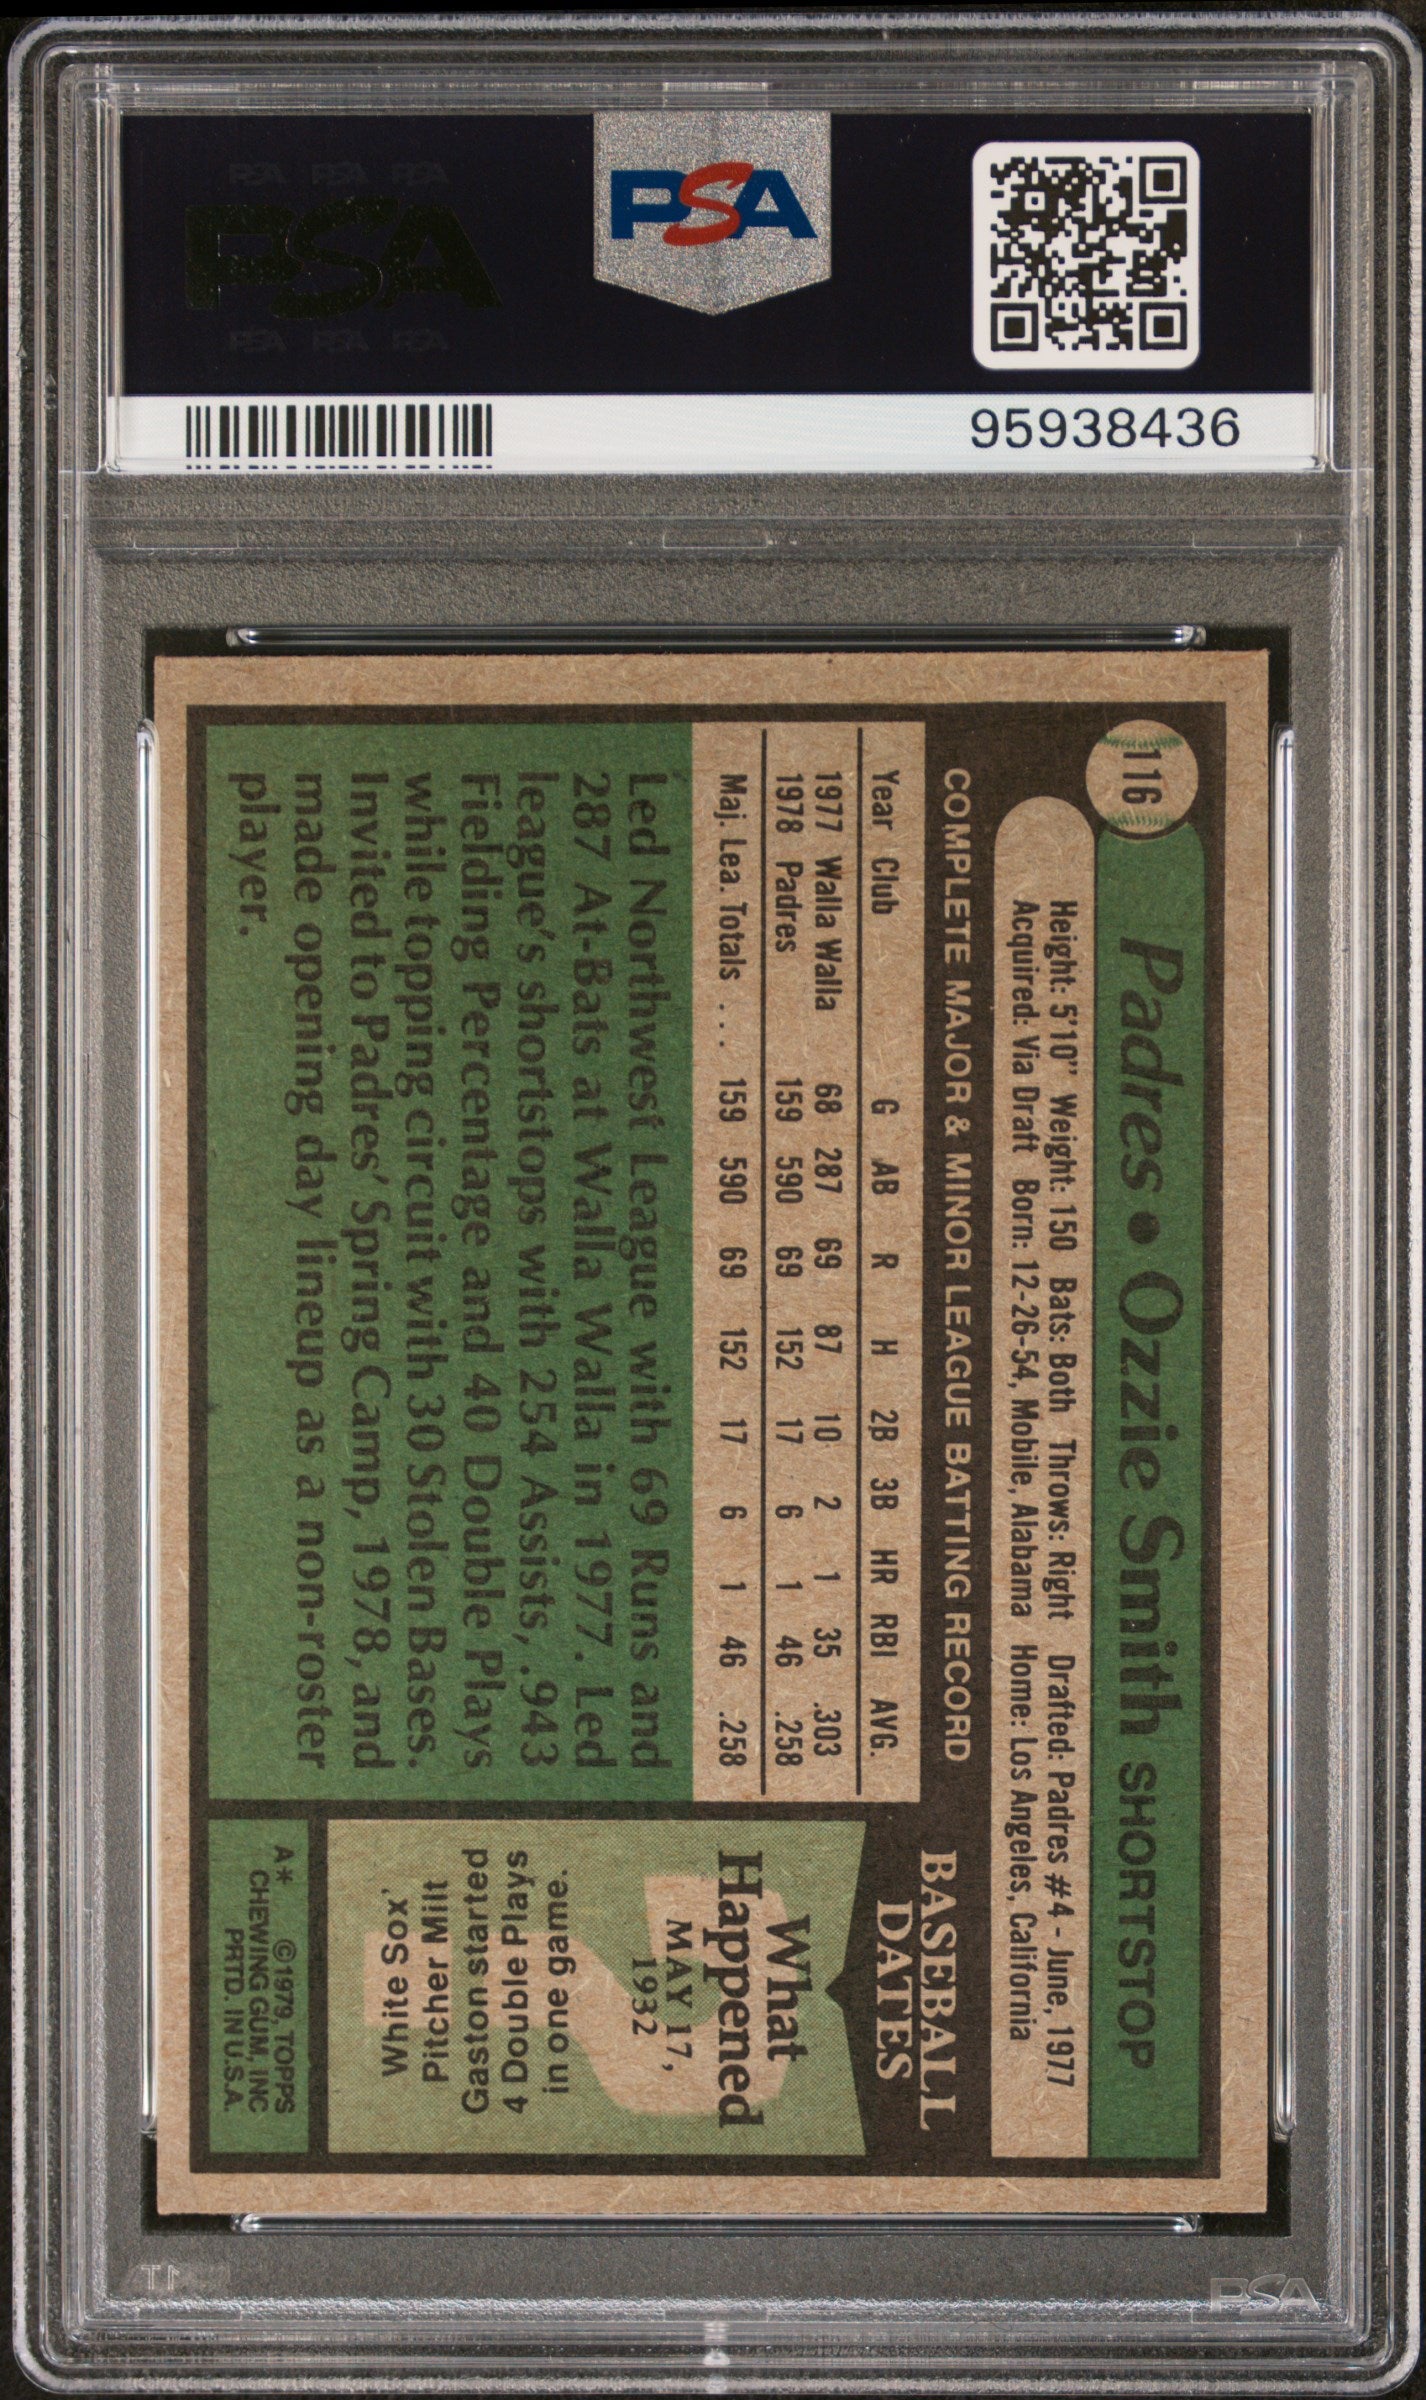 PSA PSA PSA
PSA
PSA PSA PSA
PSA
95938436
116
Padres • Ozzie Smith SHORTSTOP
Height: 5'10" Weight: 150 Bats: Both Throws: Right Drafted: Padres #4 - June, 1977
Acquired: Via Draft Born: 12-26-54, Mobile, Alabama Home: Los Angeles, California
COMPLETE MAJOR & MINOR LEAGUE BATTING RECORD
Year Club G AB R H 2B 3B HR RBI AVG.
1977 Walla Walla 68 287 69 87 10 2 1 35 .303
1978 Padres 159 590 69 152 17 6 1 46 .258
Maj. Lea. Totals . . . 159 590 69 152 17 6 1 46 .258
Led Northwest League with 69 Runs and
287 At-Bats at Walla Walla in 1977. Led
league's shortstops with 254 Assists, .943
Fielding Percentage and 40 Double Plays
while topping circuit with 30 Stolen Bases.
Invited to Padres' Spring Camp, 1978, and
made opening day lineup as a non-roster
player.
BASEBALL
DATES
What
Happened
MAY 17,
1932
White Sox'
Pitcher Milt
Gaston started
4 Double Plays
in one game.
A* ©1979, TOPPS
CHEWING GUM, INC
PRTD. IN U.S.A.
PSA